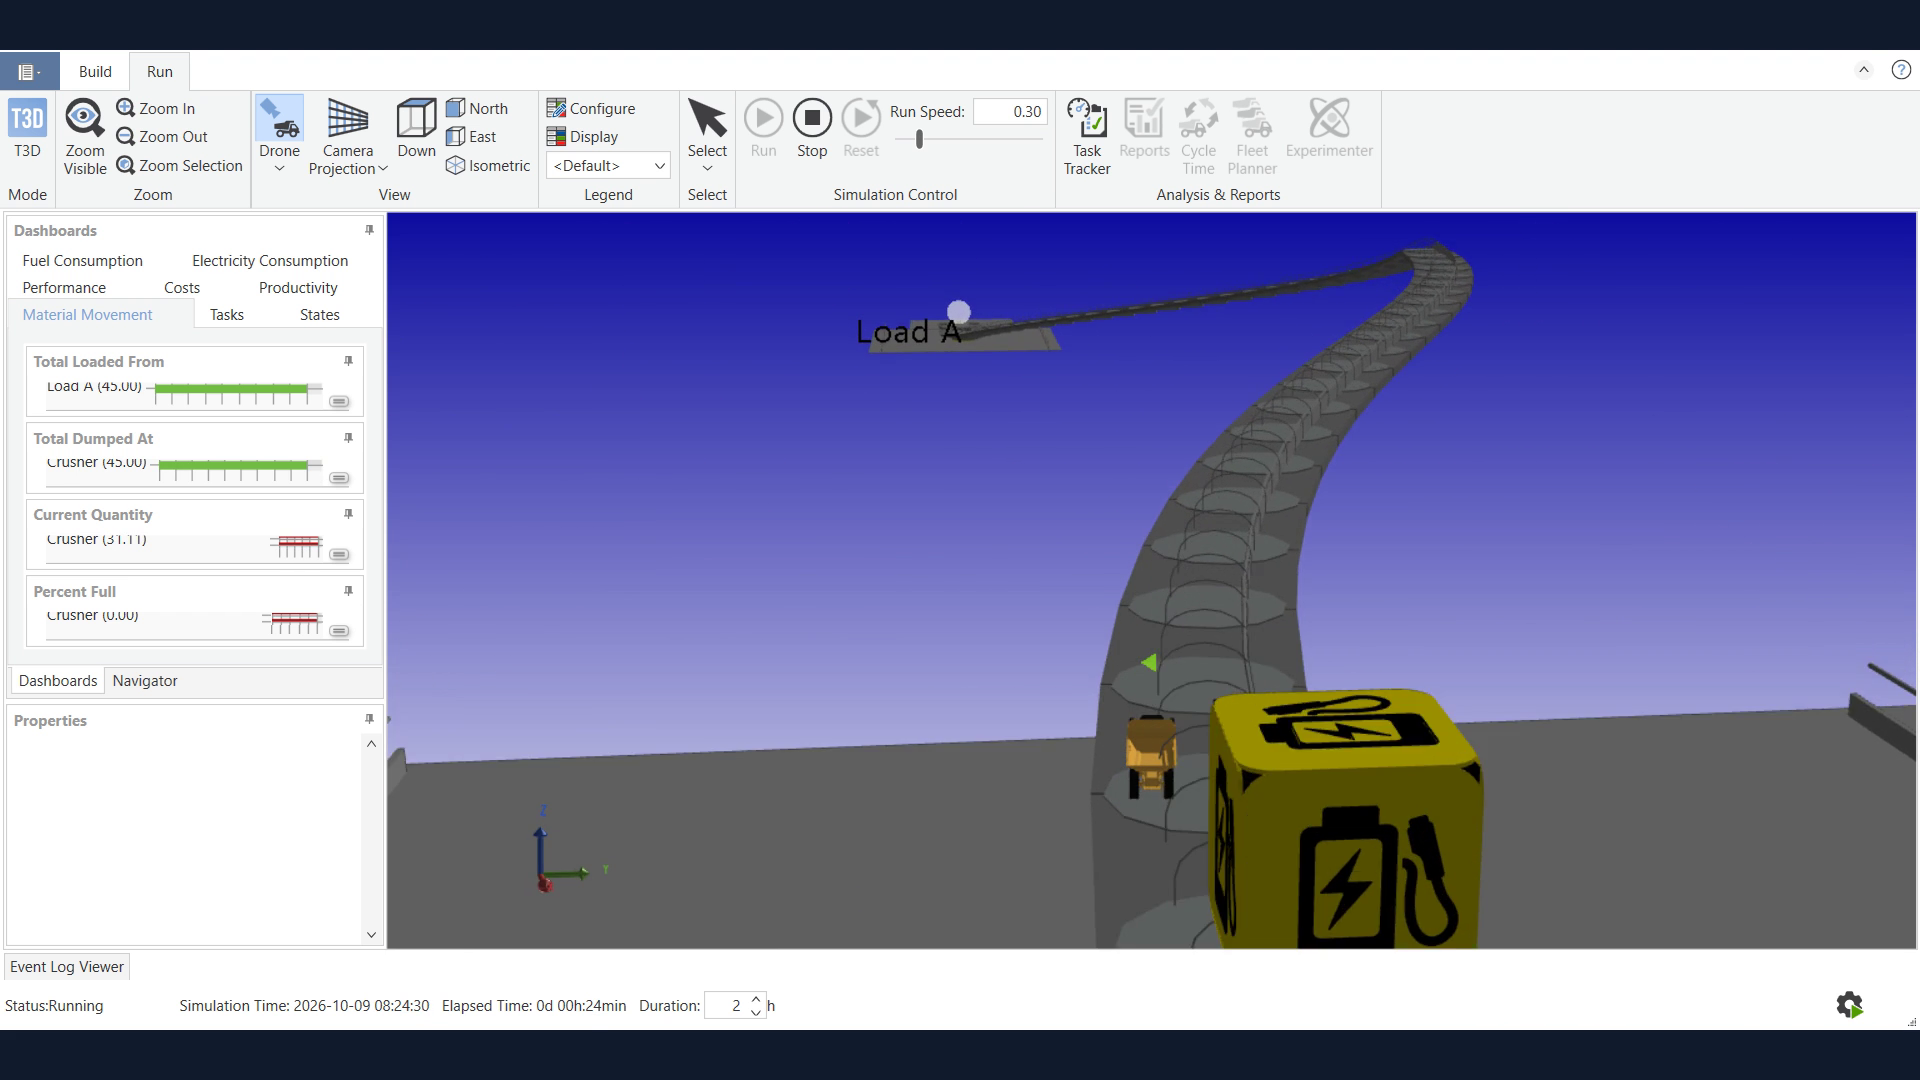 Build
Run
?
T3D
T3D
Mode
Zoom Visible
Zoom In
Zoom Out
Zoom Selection
Zoom
Drone
Camera Projection
Down
North
East
Isometric
View
Configure
Display
<Default>
Legend
Select
Select
Run
Stop
Reset
Run Speed: 0.30
Simulation Control
Task Tracker
Reports
Cycle Time
Fleet Planner
Experimenter
Analysis & Reports
Dashboards
Fuel Consumption
Electricity Consumption
Performance
Costs
Productivity
Material Movement
Tasks
States
Total Loaded From
Load A (45.00)
Total Dumped At
Crusher (45.00)
Current Quantity
Crusher (31.11)
Percent Full
Crusher (0.00)
Dashboards
Navigator
Properties
Load A
Z
Y
Event Log Viewer
Status:Running
Simulation Time: 2026-10-09 08:24:30
Elapsed Time: 0d 00h:24min
Duration: 2 h